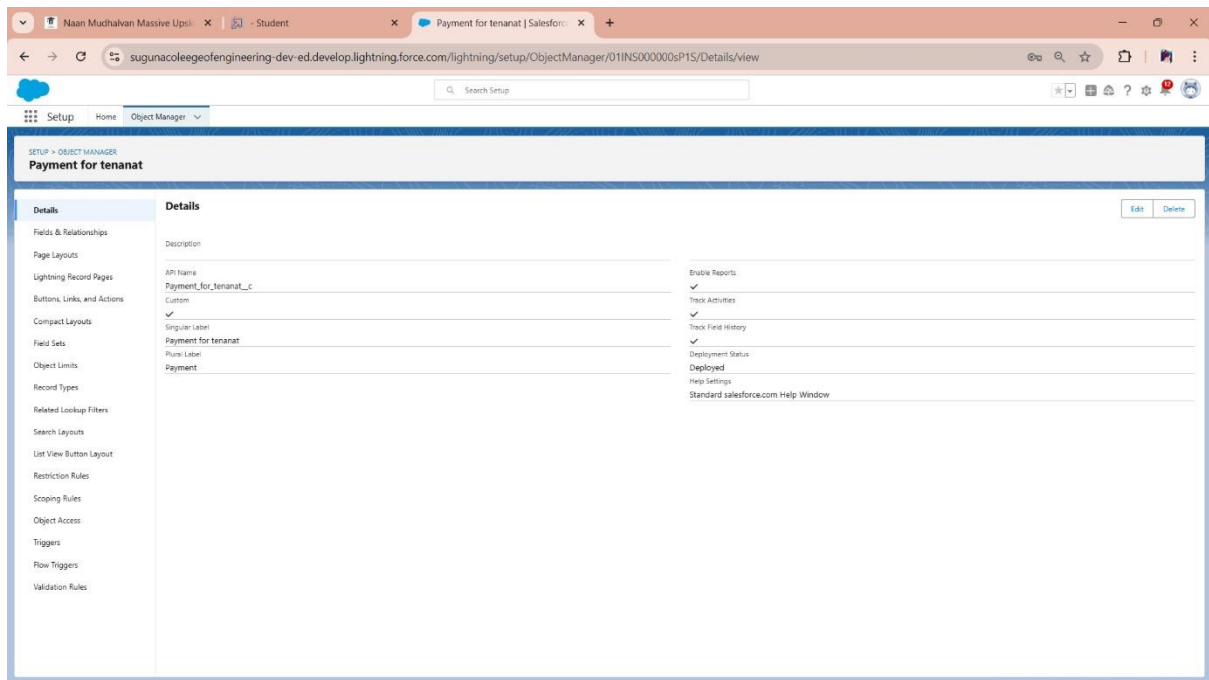 Naan Mudhalvan Massive Upsk
- Student
Payment for tenanat | Salesforc
sugunacoleegeofengineering-dev-ed.develop.lightning.force.com/lightning/setup/ObjectManager/01INS000000sP1S/Details/view
Search Setup
12
Setup Home Object Manager
SETUP > OBJECT MANAGER
Payment for tenanat
Details
Fields & Relationships
Page Layouts
Lightning Record Pages
Buttons, Links, and Actions
Compact Layouts
Field Sets
Object Limits
Record Types
Related Lookup Filters
Search Layouts
List View Button Layout
Restriction Rules
Scoping Rules
Object Access
Triggers
Flow Triggers
Validation Rules
Details
Edit Delete
Description
API Name
Payment_for_tenanat__c
Custom
Singular Label
Payment for tenanat
Plural Label
Payment
Enable Reports
Track Activities
Track Field History
Deployment Status
Deployed
Help Settings
Standard salesforce.com Help Window